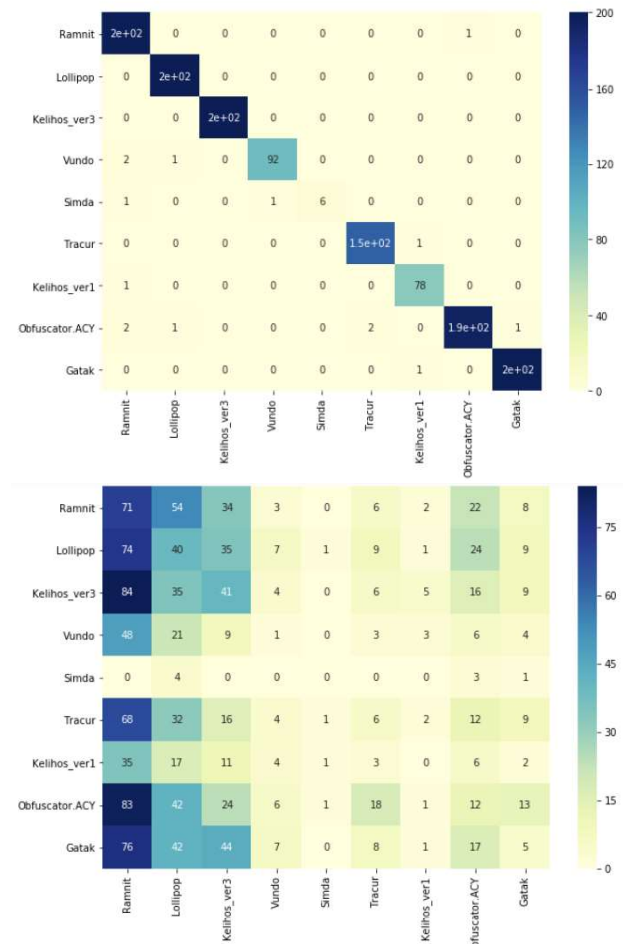 Ramnit 2e+02 0 0 0 0 0 0 1 0
Lollipop 0 2e+02 0 0 0 0 0 0 0
Kelihos_ver3 0 0 2e+02 0 0 0 0 0 0
Vundo 2 1 0 92 0 0 0 0 0
Simda 1 0 0 1 6 0 0 0 0
Tracur 0 0 0 0 0 1.5e+02 1 0 0
Kelihos_ver1 1 0 0 0 0 0 78 0 0
Obfuscator.ACY 2 1 0 0 0 2 0 1.9e+02 1
Gatak 0 0 0 0 0 0 1 0 2e+02
Ramnit Lollipop Kelihos_ver3 Vundo Simda Tracur Kelihos_ver1 Obfuscator.ACY Gatak
200
160
120
80
40
0
Ramnit 71 54 34 3 0 6 2 22 8
Lollipop 74 40 35 7 1 9 1 24 9
Kelihos_ver3 84 35 41 4 0 6 5 16 9
Vundo 48 21 9 1 0 3 3 6 4
Simda 0 4 0 0 0 0 0 3 1
Tracur 68 32 16 4 1 6 2 12 9
Kelihos_ver1 35 17 11 4 1 3 0 6 2
Obfuscator.ACY 83 42 24 6 1 18 1 12 13
Gatak 76 42 44 7 0 8 1 17 5
Ramnit Lollipop Kelihos_ver3 Vundo Simda Tracur Kelihos_ver1 bfuscator.ACY Gatak
75
60
45
30
15
0